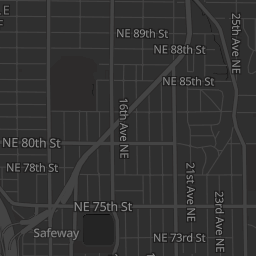 NE 89th St
NE 88th St
25th Ave NE
NE 85th St
16th Ave NE
NE 80th St
NE 78th St
21st Ave NE
23rd Ave NE
NE 75th St
Safeway
NE 73rd St